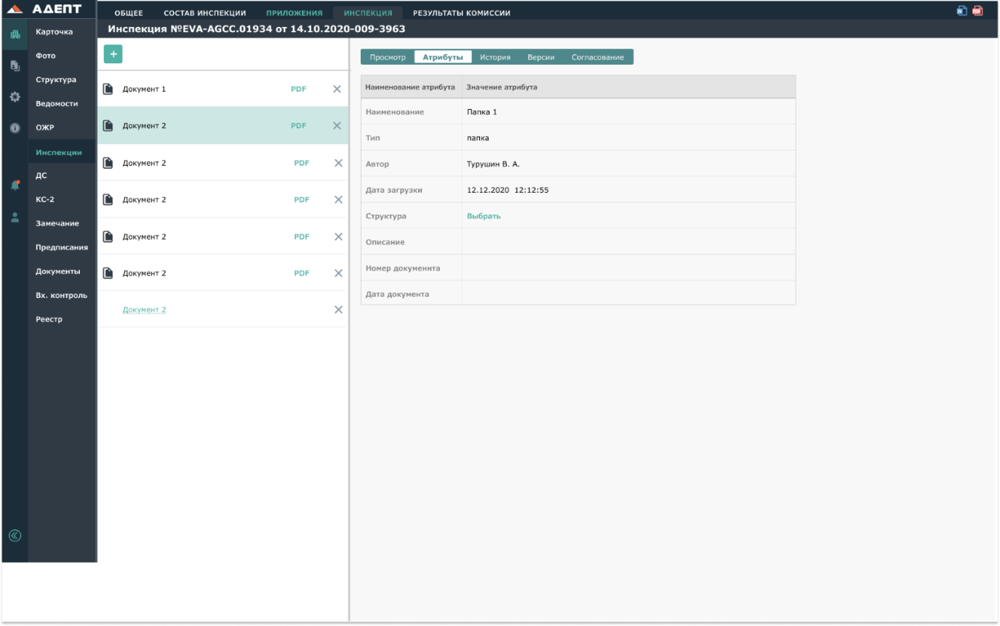 АДЕПТ
ОБЩЕЕ СОСТАВ ИНСПЕКЦИИ ПРИЛОЖЕНИЯ ИНСПЕКЦИЯ РЕЗУЛЬТАТЫ КОМИССИИ
Инспекция №EVA-AGCC.01934 от 14.10.2020-009-3963
Карточка
Фото
Структура
Ведомости
ОЖР
Инспекции
ДС
КС-2
Замечание
Предписания
Документы
Вх. контроль
Реестр
+
Документ 1 PDF
Документ 2 PDF
Документ 2 PDF
Документ 2 PDF
Документ 2 PDF
Документ 2 PDF
Документ 2
Просмотр Атрибуты История Версии Согласование
Наименование атрибута Значение атрибута
Наименование Папка 1
Тип папка
Автор Турушин В. А.
Дата загрузки 12.12.2020 12:12:55
Структура Выбрать
Описание
Номер докуменнта
Дата документа